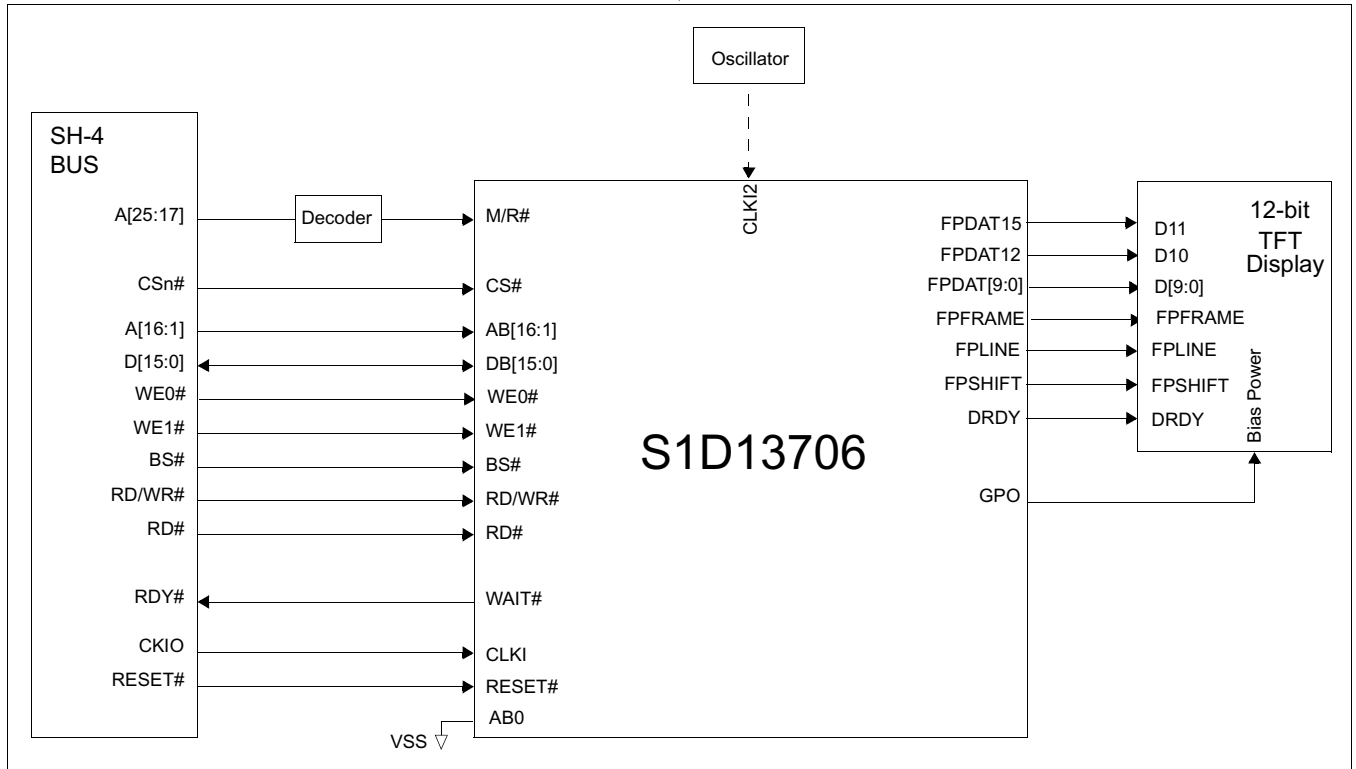 Oscillator
SH-4
BUS
A[25:17]
Decoder
M/R#
CLKI2
CSn#
CS#
A[16:1]
AB[16:1]
D[15:0]
DB[15:0]
WE0#
WE0#
WE1#
WE1#
BS#
BS#
RD/WR#
RD/WR#
RD#
RD#
RDY#
WAIT#
CKIO
CLKI
RESET#
RESET#
AB0
VSS
S1D13706
FPDAT15
FPDAT12
FPDAT[9:0]
FPFRAME
FPLINE
FPSHIFT
DRDY
GPO
12-bit
TFT
Display
D11
D10
D[9:0]
FPFRAME
FPLINE
FPSHIFT
DRDY
Bias Power